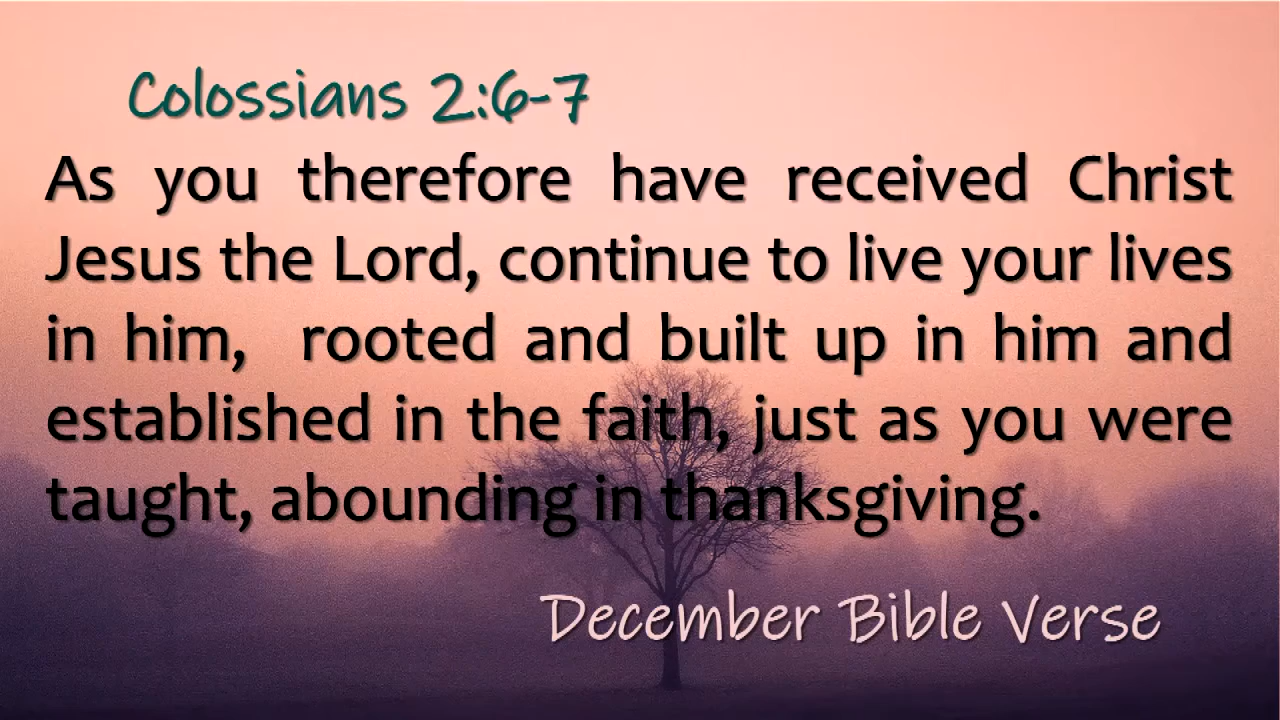 Colossians 2:6-7
As you therefore have received Christ
Jesus the Lord, continue to live your lives
in him, rooted and built up in him and
established in the faith, just as you were
taught, abounding in thanksgiving.
December Bible Verse